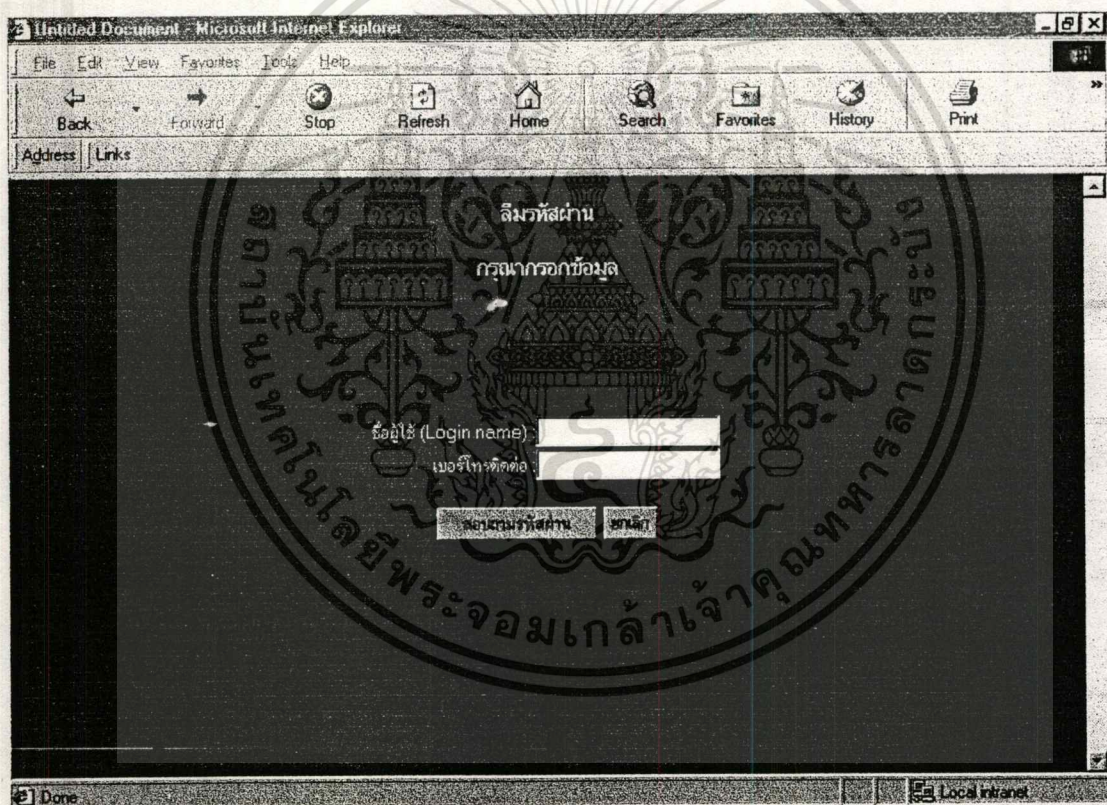 Untitled Document - Microsoft Internet Explorer
File Edit View Favorites Tools Help
Back Forward Stop Refresh Home Search Favorites History Print
Address Links
ลืมรหัสผ่าน
กรุณากรอกข้อมูล
ชื่อผู้ใช้ (Login name)
เบอร์โทรติดต่อ
สอบถามรหัสผ่าน ยกเลิก
สถาบันเทคโนโลยีพระจอมเกล้าเจ้าคุณทหารลาดกระบัง
Done Local intranet